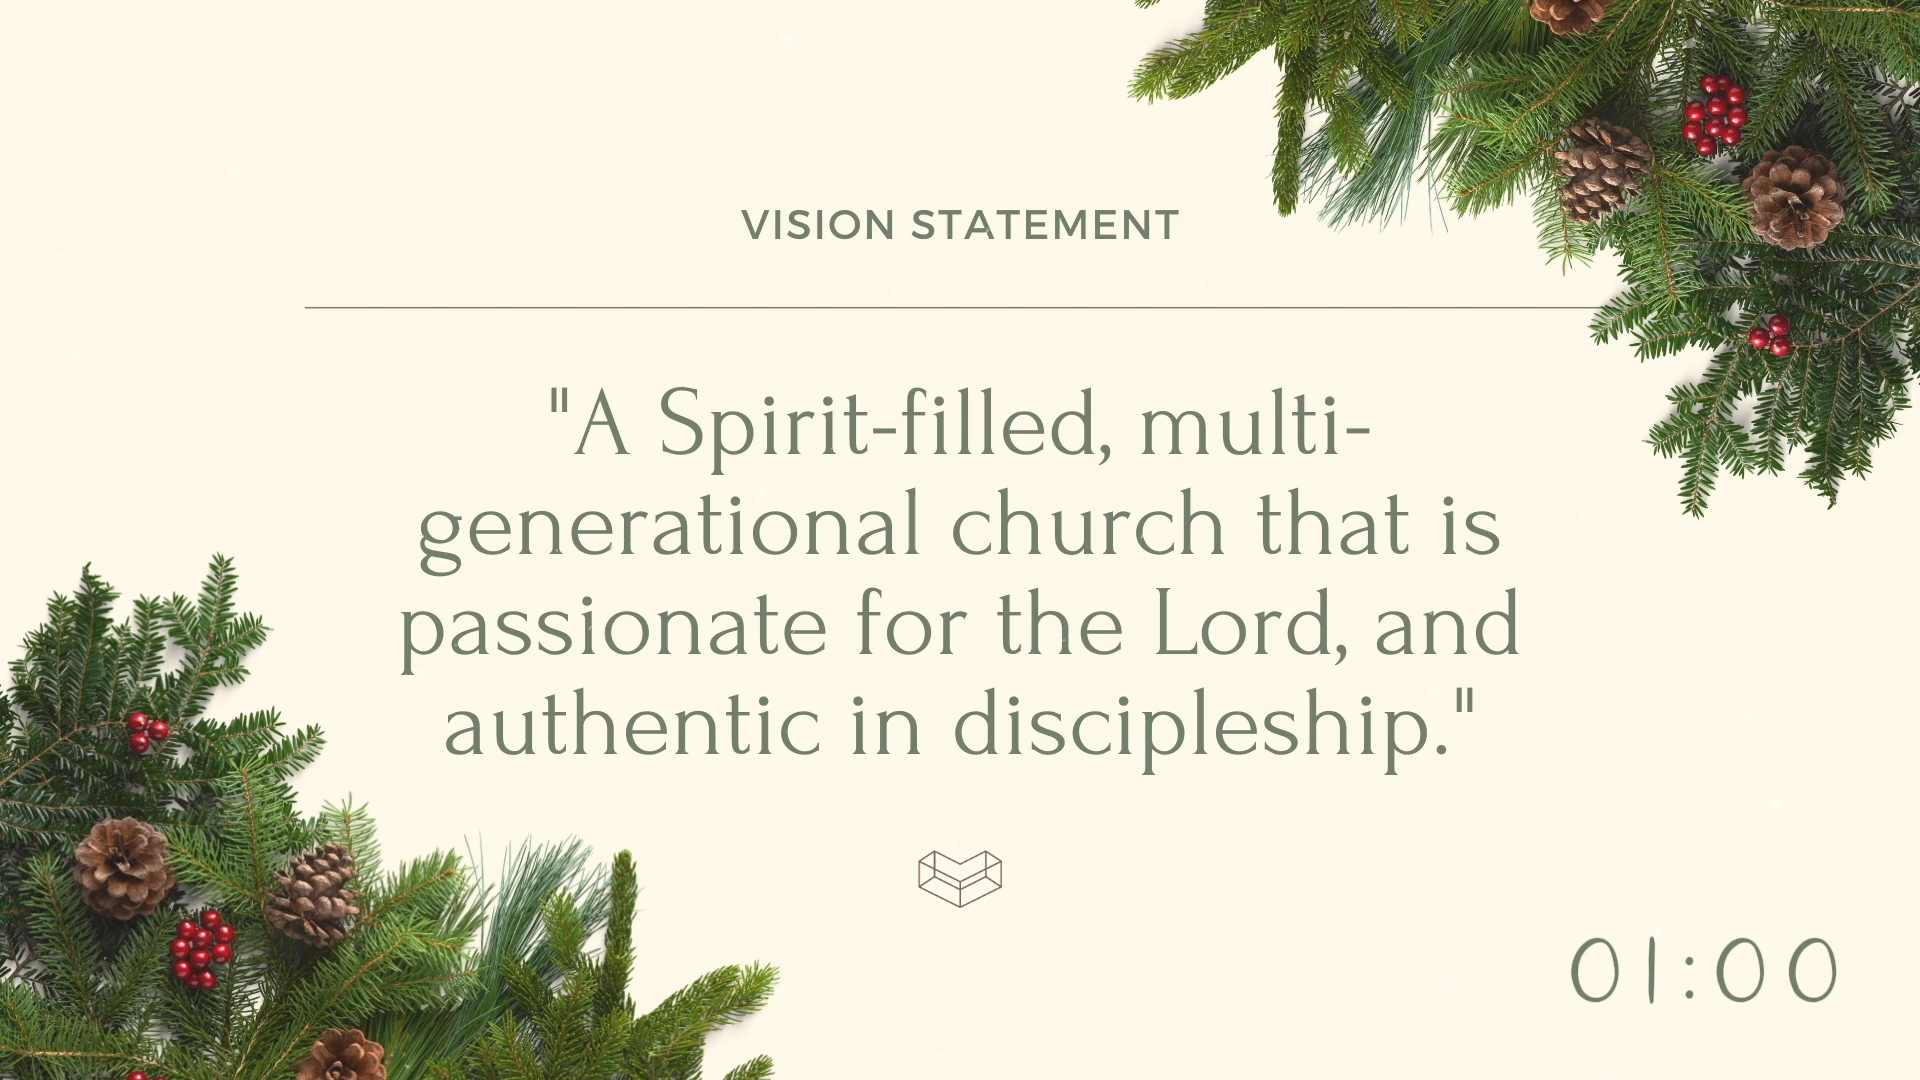 VISION STATEMENT
"A Spirit-filled, multi-
generational church that is
passionate for the Lord, and
authentic in discipleship."
01:00